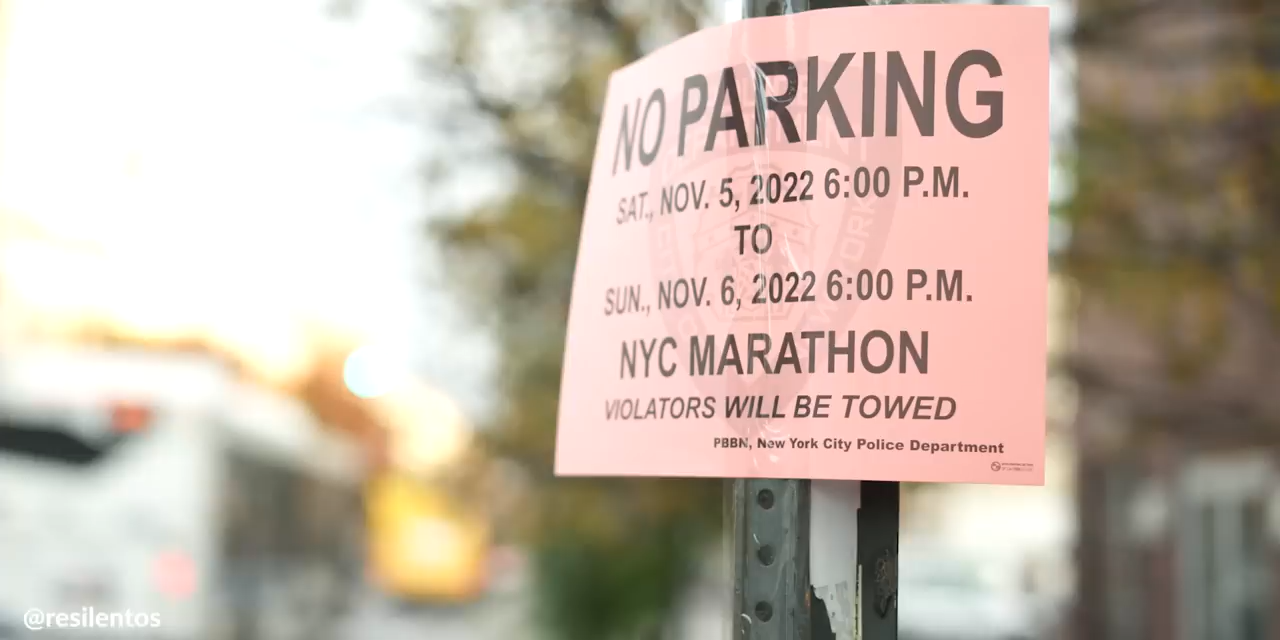 NO PARKING
SAT., NOV. 5, 2022 6:00 P.M.
TO
SUN., NOV. 6, 2022 6:00 P.M.
NYC MARATHON
VIOLATORS WILL BE TOWED
PBBN, New York City Police Department
@resilentos